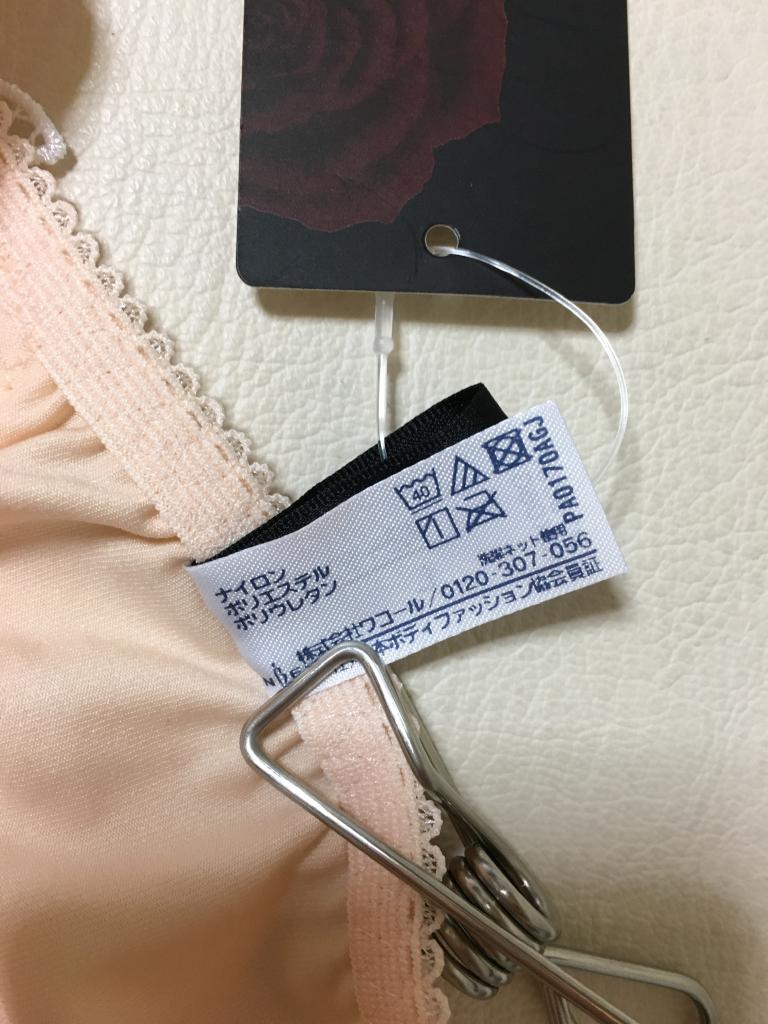 40
PA0170AGJ
洗濯ネット使用
ナイロン
ポリエステル
ポリウレタン
株式会社ワコール/0120-307-056
本ボディファッション協会員証